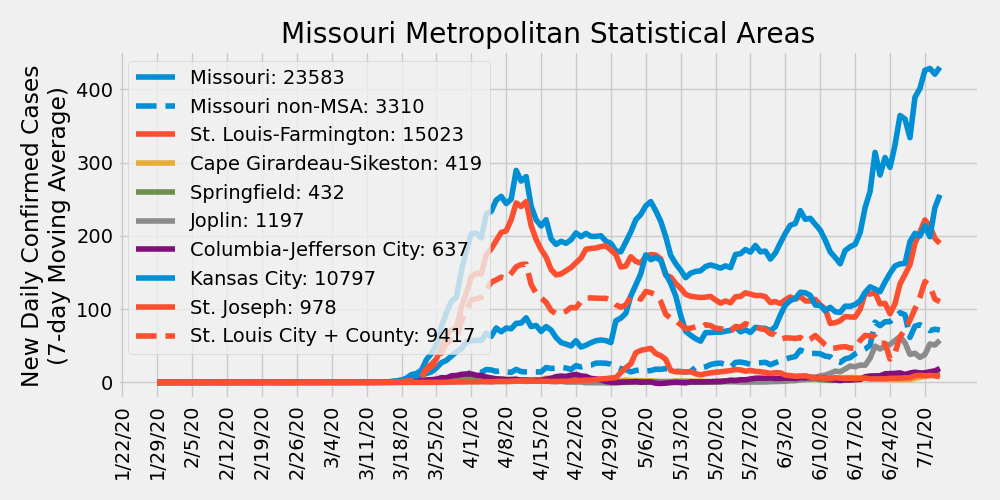 Missouri Metropolitan Statistical Areas
New Daily Confirmed Cases
(7-day Moving Average)
400
300
200
100
0
Missouri: 23583
Missouri non-MSA: 3310
St. Louis-Farmington: 15023
Cape Girardeau-Sikeston: 419
Springfield: 432
Joplin: 1197
Columbia-Jefferson City: 637
Kansas City: 10797
St. Joseph: 978
St. Louis City + County: 9417
1/22/20
1/29/20
2/5/20
2/12/20
2/19/20
2/26/20
3/4/20
3/11/20
3/18/20
3/25/20
4/1/20
4/8/20
4/15/20
4/22/20
4/29/20
5/6/20
5/13/20
5/20/20
5/27/20
6/3/20
6/10/20
6/17/20
6/24/20
7/1/20